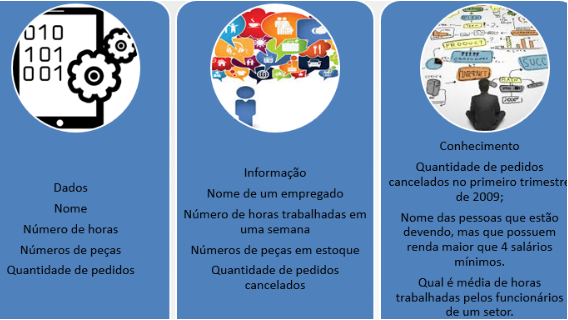 010
101
001
Dados
Nome
Número de horas
Números de peças
Quantidade de pedidos
Informação
Nome de um empregado
Número de horas trabalhadas em
uma semana
Números de peças em estoque
Quantidade de pedidos
cancelados
PRODUCT
SUCC
INTERNET
Conhecimento
Quantidade de pedidos
cancelados no primeiro trimestre
de 2009;
Nome das pessoas que estão
devendo, mas que possuem
renda maior que 4 salários
mínimos.
Qual é média de horas
trabalhadas pelos funcionários
de um setor.